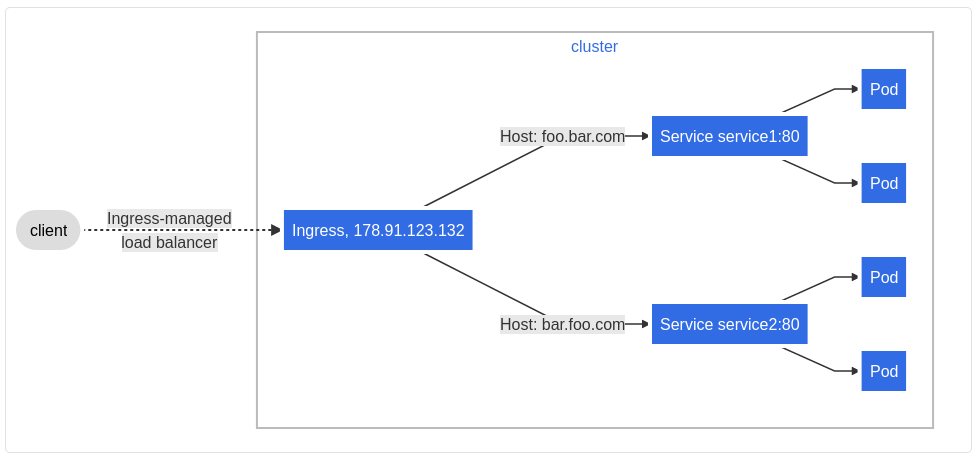 cluster
Pod
Host: foo.bar.com
Service service1:80
Pod
Ingress-managed
load balancer
client
Ingress, 178.91.123.132
Pod
Host: bar.foo.com
Service service2:80
Pod